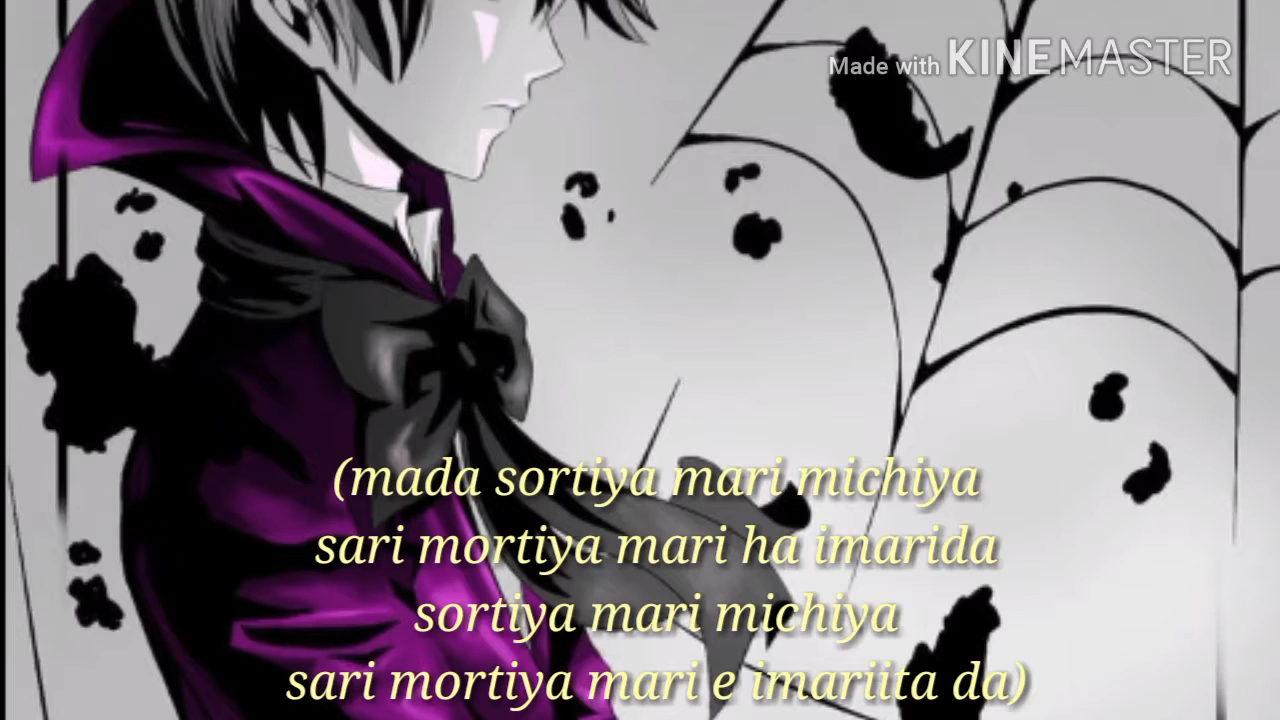 Made with KINEMASTER
(mada sortiya mari michiya
sari mortiya mari ha imarida
sortiya mari michiya
sari mortiya mari e imariita da)